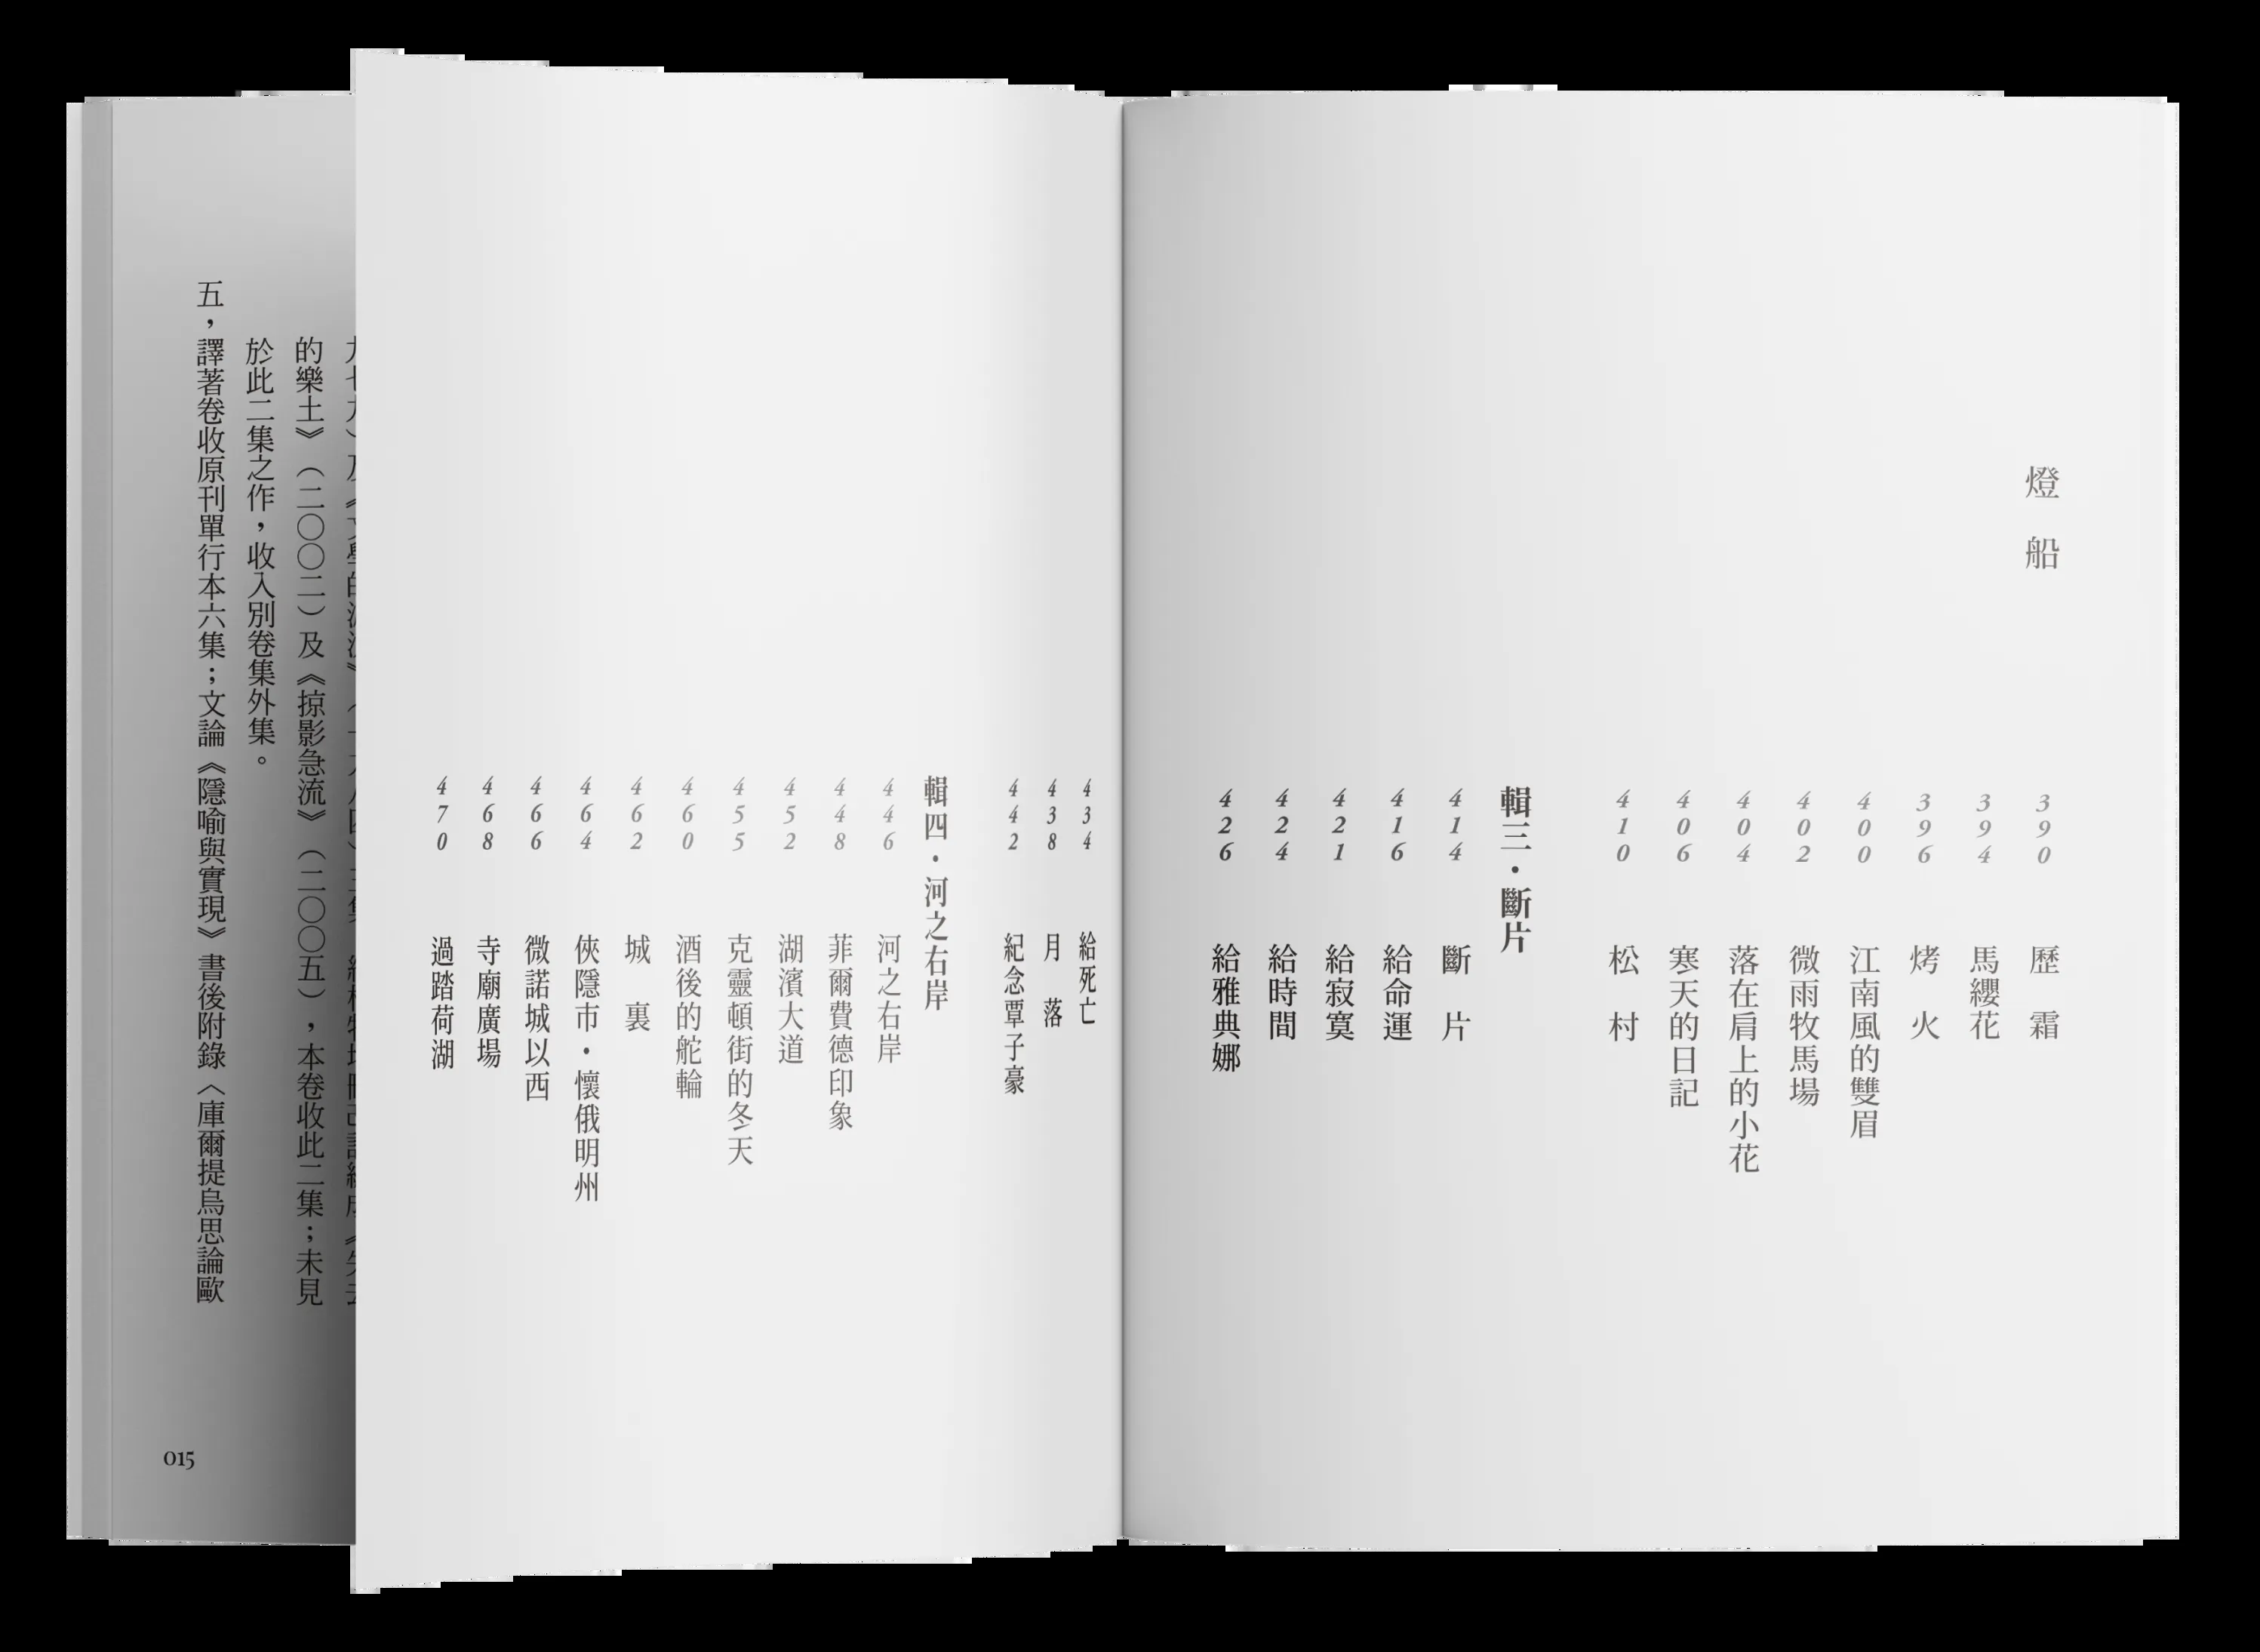 燈船
390 歷霜
394 馬纓花
396 烤火
400 江南風的雙眉
402 微雨牧馬場
404 落在肩上的小花
406 寒天的日記
410 松村
輯三·斷片
414 斷片
416 給命運
421 給寂寞
424 給時間
426 給雅典娜
434 給死亡
438 月落
442 紀念覃子豪
輯四·河之右岸
446 河之右岸
448 菲爾費德印象
452 湖濱大道
455 克靈頓街的冬天
460 酒後的舵輪
462 城裏
464 俠隱市·懷俄明州
466 微諾城以西
468 寺廟廣場
470 過踏荷湖
的樂土》（二〇〇二）及《掠影急流》（二〇〇五），本卷收此二集；未見
於此二集之作，收入別卷集外集。
五，譯著卷收原刊單行本六集；文論《隱喻與實現》書後附錄〈庫爾提烏思論歐
015